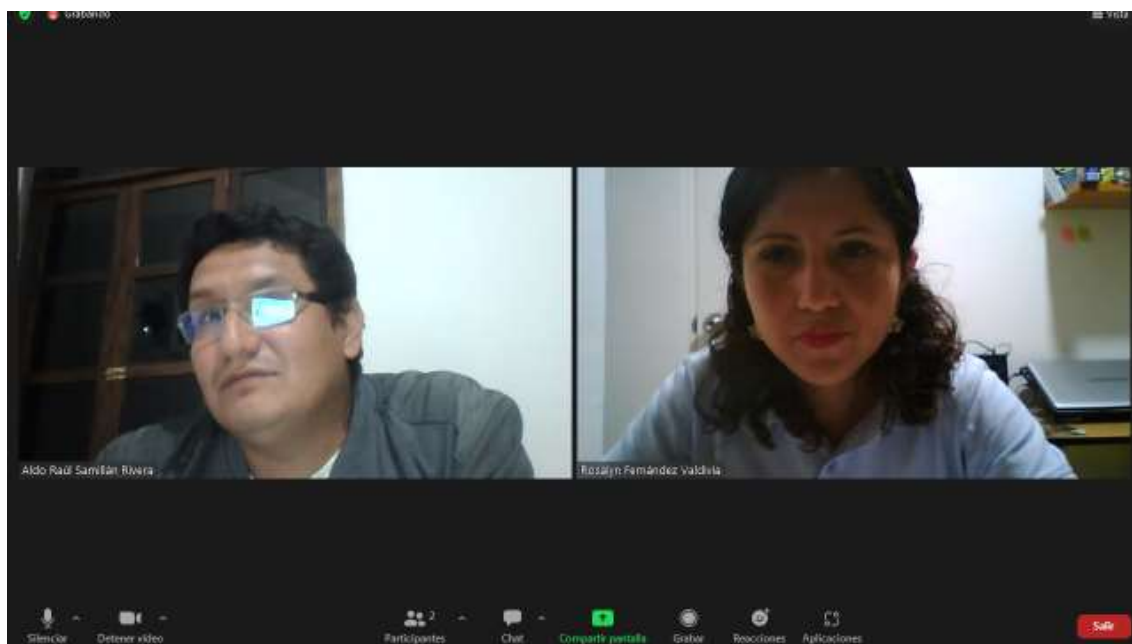 Grabando
Vista
Aldo Raúl Samillán Rivera
Rosalyn Fernández Valdivia
2
Silenciar
Detener video
Participantes
Chat
Compartir pantalla
Grabar
Reacciones
Aplicaciones
Salir